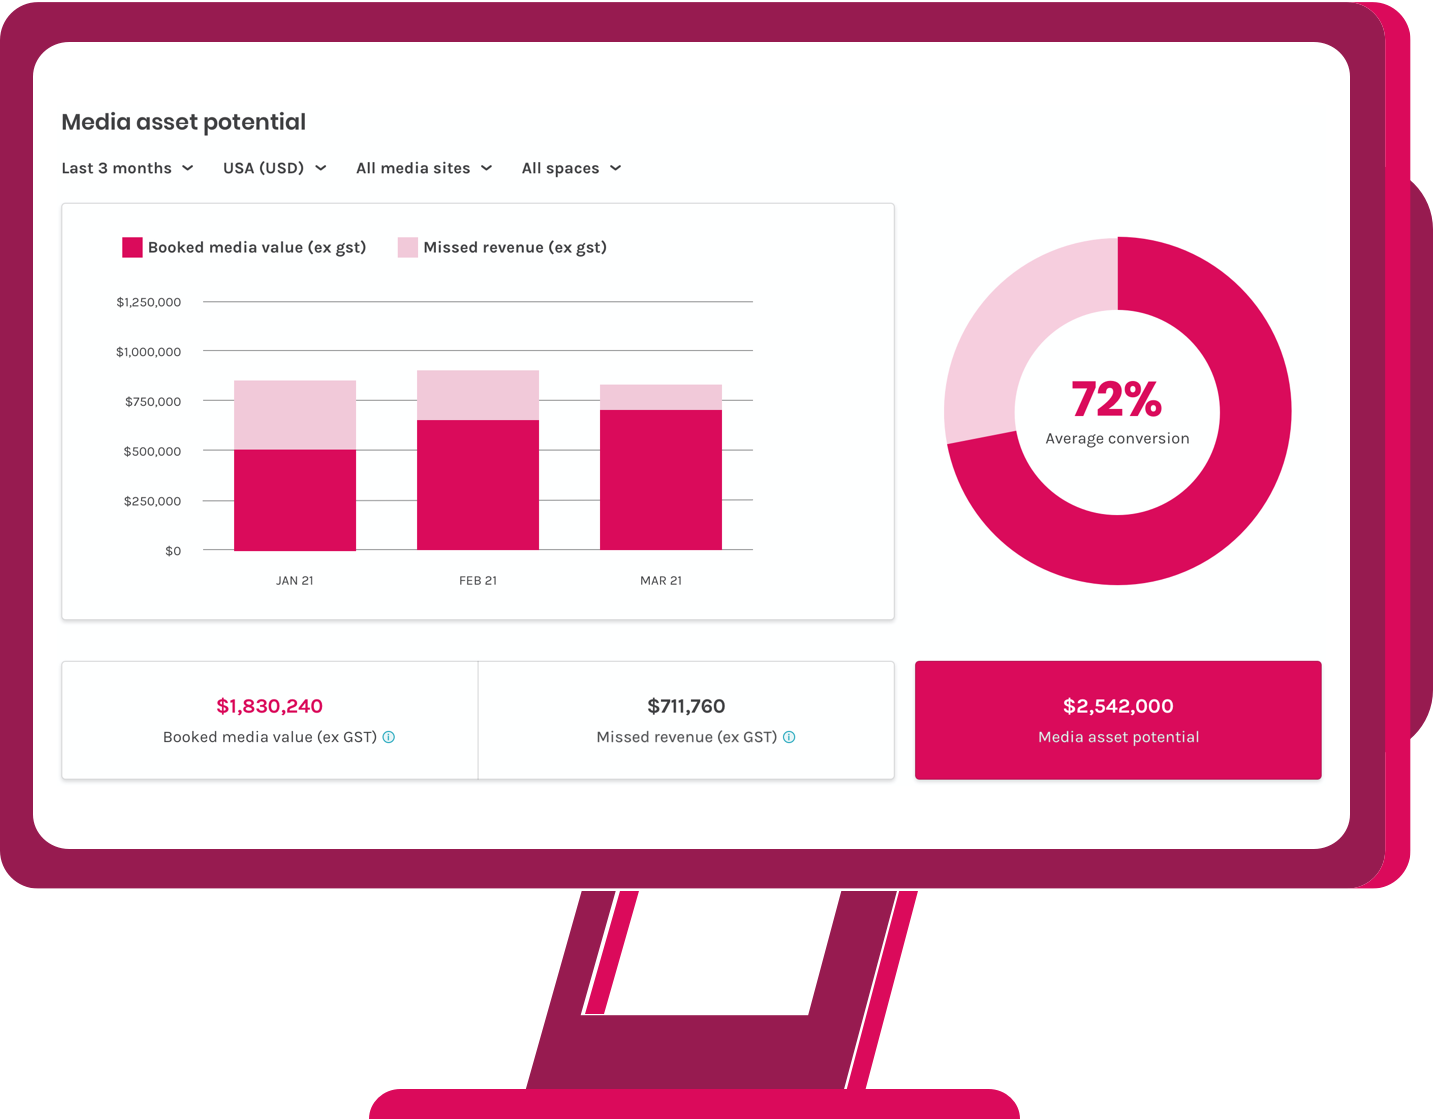 Media asset potential
Last 3 months USA (USD) All media sites All spaces
Booked media value (ex gst) Missed revenue (ex gst)
$1,250,000
$1,000,000
$750,000
$500,000
$250,000
$0
JAN 21 FEB 21 MAR 21
72%
Average conversion
$1,830,240
Booked media value (ex GST)
$711,760
Missed revenue (ex GST)
$2,542,000
Media asset potential